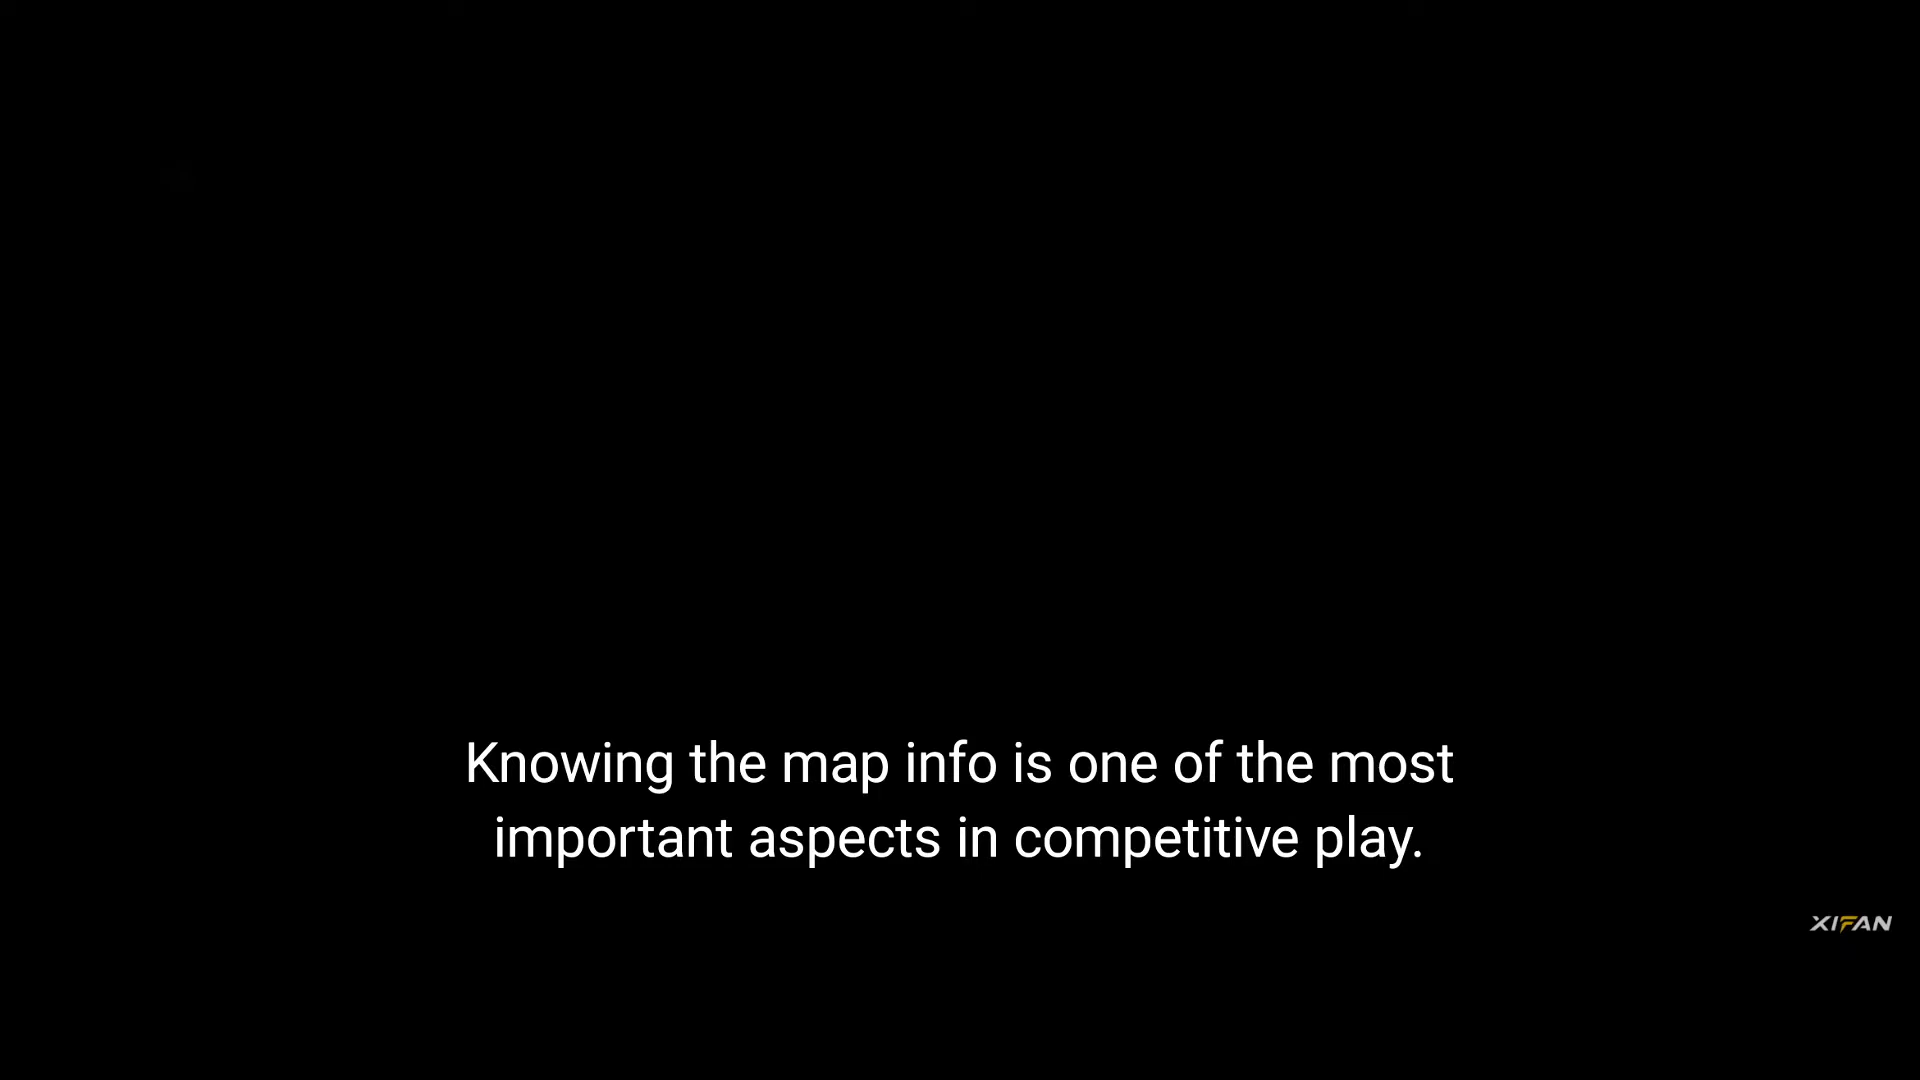 Knowing the map info is one of the most
important aspects in competitive play.
XIFAN